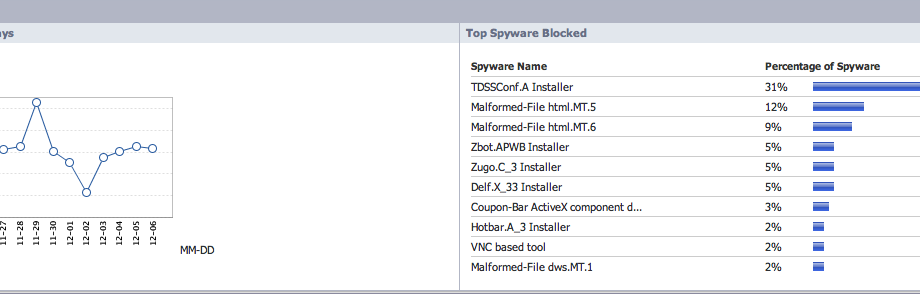 ys
Top Spyware Blocked
Spyware Name Percentage of Spyware
TDSSConf.A Installer 31%
Malformed-File html.MT.5 12%
Malformed-File html.MT.6 9%
Zbot.APWB Installer 5%
Zugo.C_3 Installer 5%
Delf.X_33 Installer 5%
Coupon-Bar ActiveX component d... 3%
Hotbar.A_3 Installer 2%
VNC based tool 2%
Malformed-File dws.MT.1 2%
11-27
11-28
11-29
11-30
12-01
12-02
12-03
12-04
12-05
12-06
MM-DD